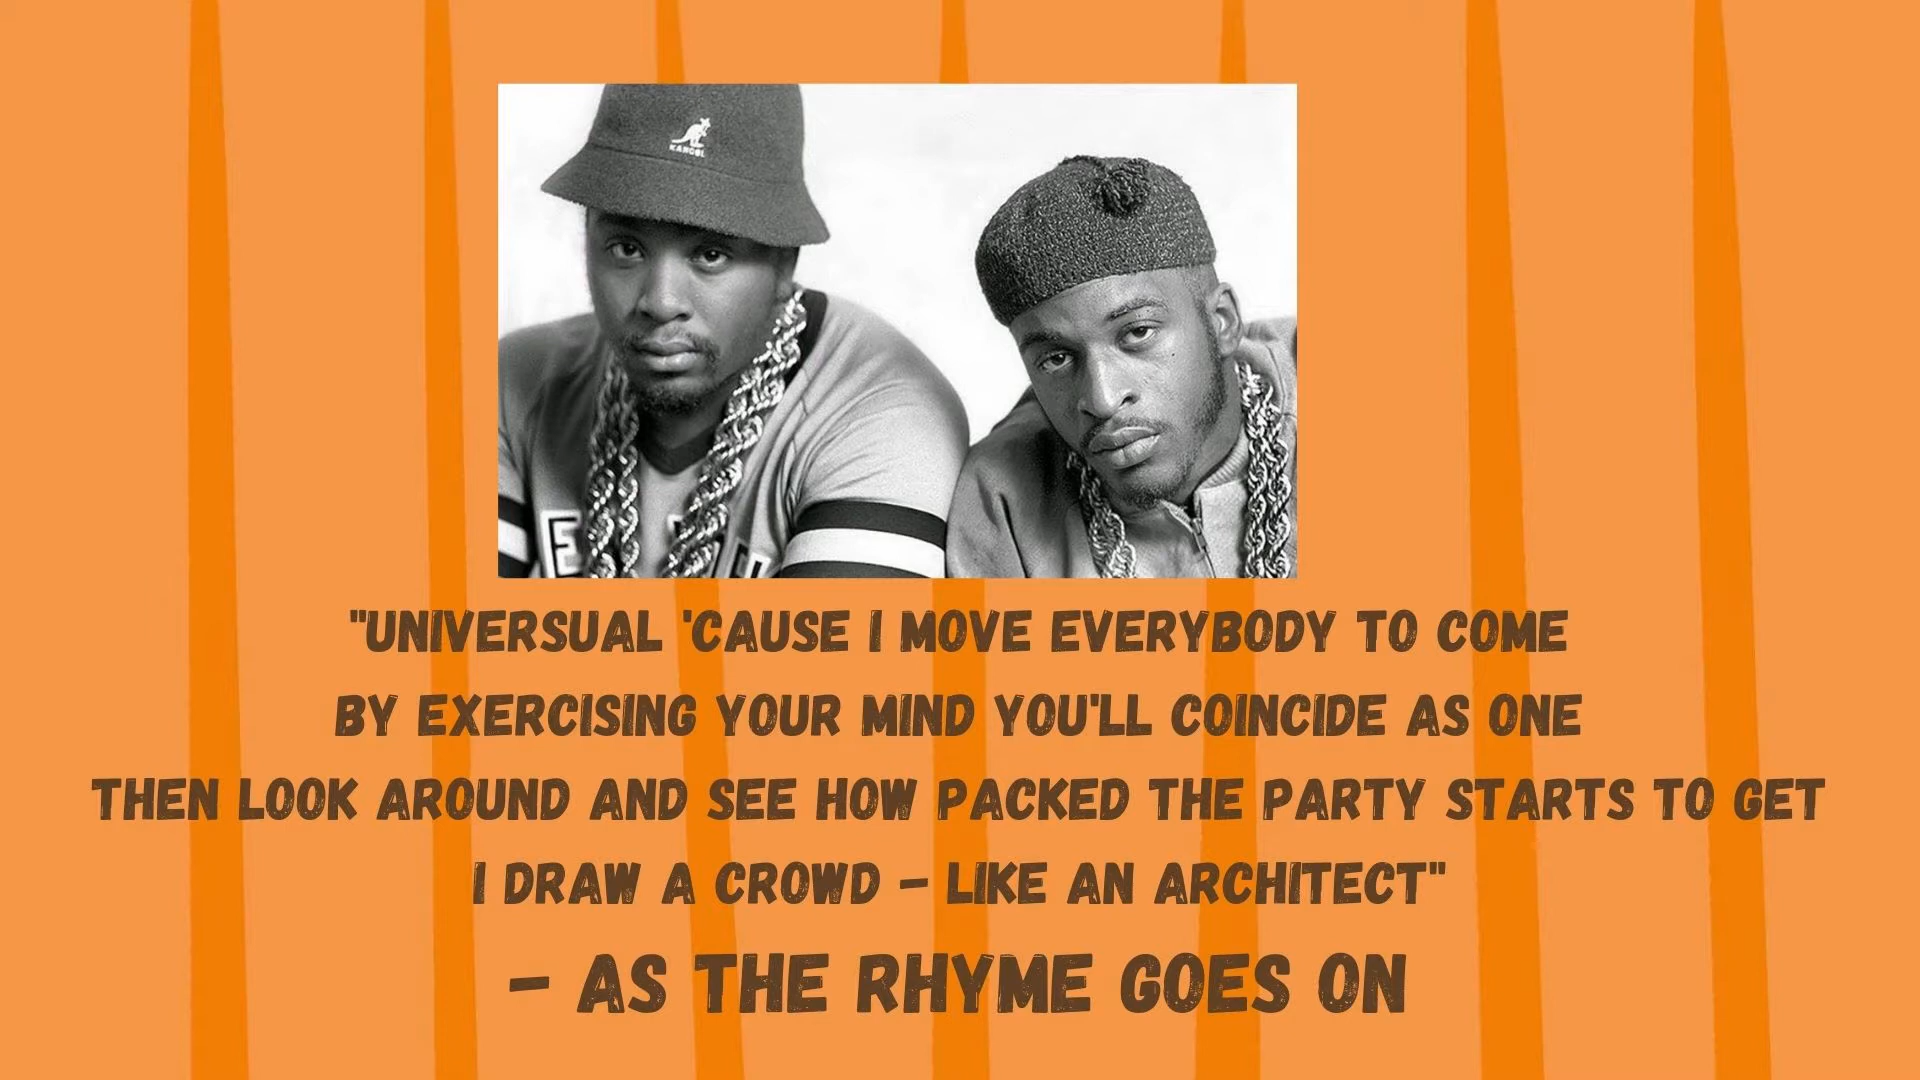 KANGOL
E
"UNIVERSUAL 'CAUSE I MOVE EVERYBODY TO COME
BY EXERCISING YOUR MIND YOU'LL COINCIDE AS ONE
THEN LOOK AROUND AND SEE HOW PACKED THE PARTY STARTS TO GET
I DRAW A CROWD - LIKE AN ARCHITECT"
- AS THE RHYME GOES ON